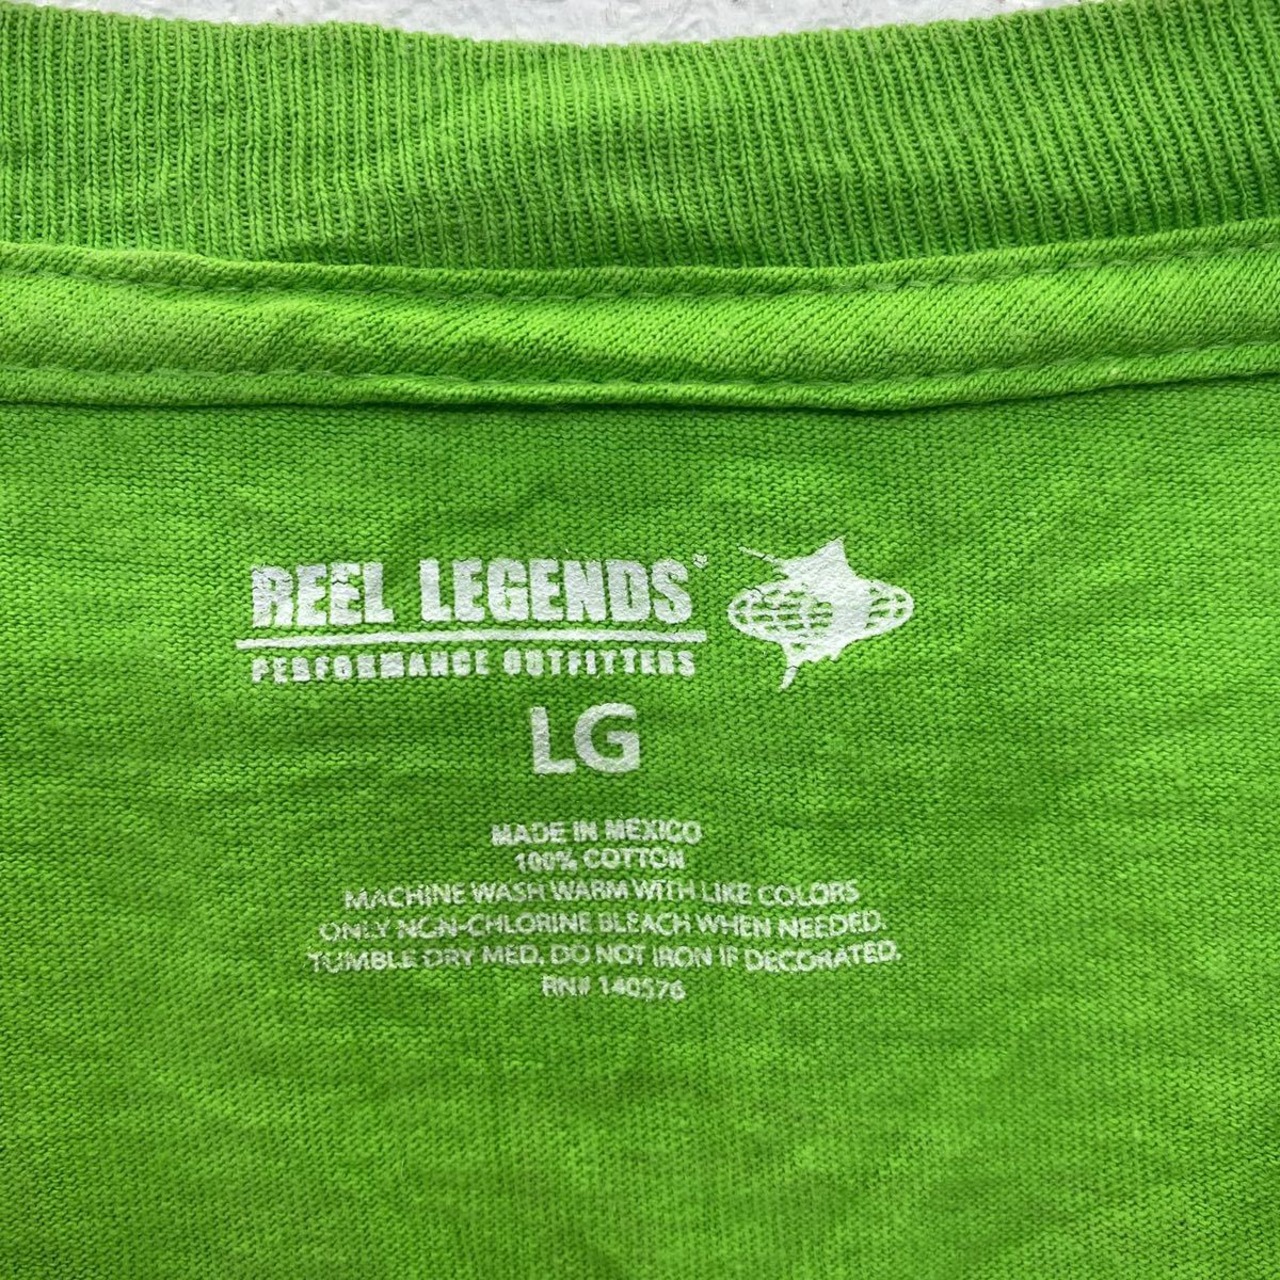 REEL LEGENDS®
PERFORMANCE OUTFITTERS
LG
MADE IN MEXICO
100% COTTON
MACHINE WASH WARM WITH LIKE COLORS
ONLY NON-CHLORINE BLEACH WHEN NEEDED.
TUMBLE DRY MED, DO NOT IRON IF DECORATED.
RN# 140576